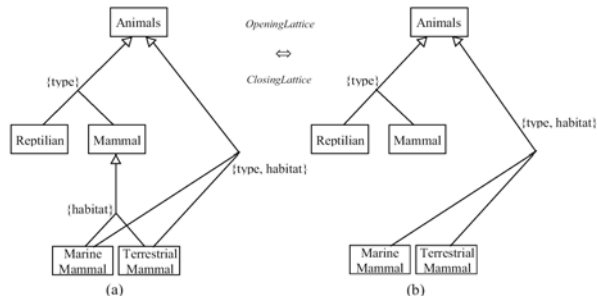 Animals
OpeningLattice
⇔
ClosingLattice
Animals
{type}
{type}
Reptilian
Mammal
Reptilian
Mammal
{type, habitat}
{type, habitat}
{habitat}
Marine
Mammal
Terrestrial
Mammal
Marine
Mammal
Terrestrial
Mammal
(a)
(b)